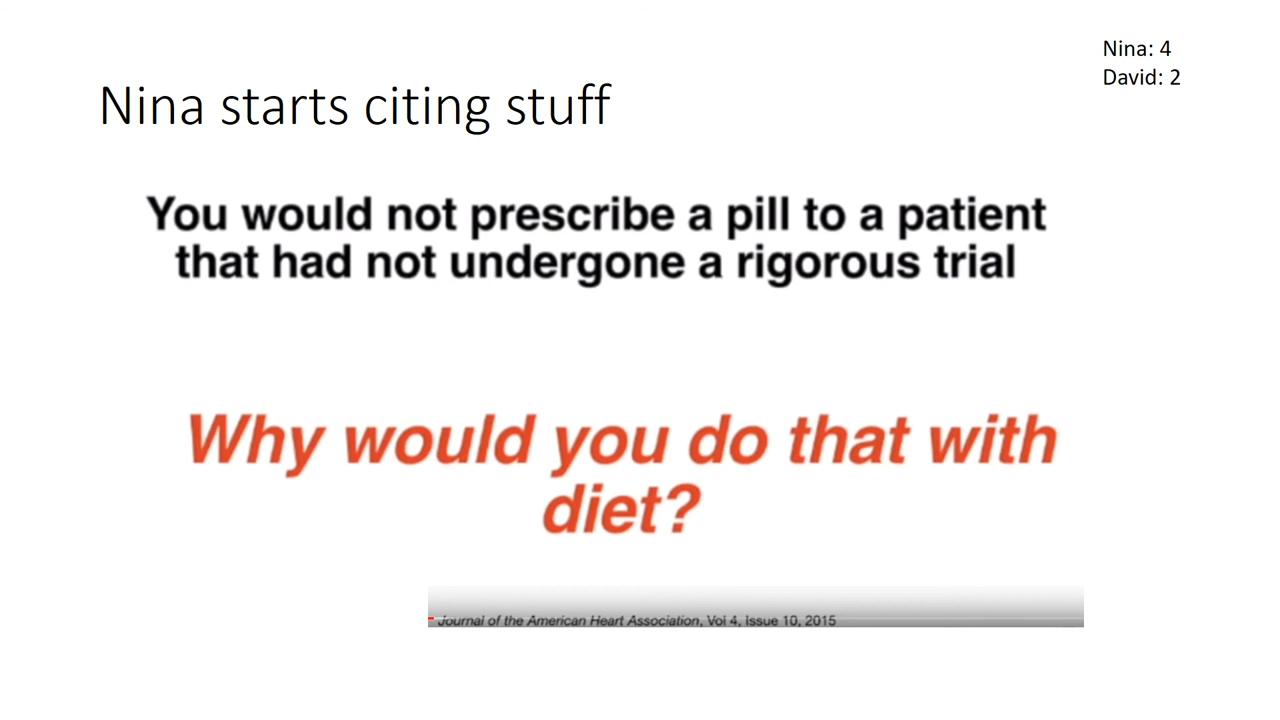 Nina: 4
David: 2
Nina starts citing stuff
You would not prescribe a pill to a patient
that had not undergone a rigorous trial
Why would you do that with
diet?
Journal of the American Heart Association, Vol 4, Issue 10, 2015